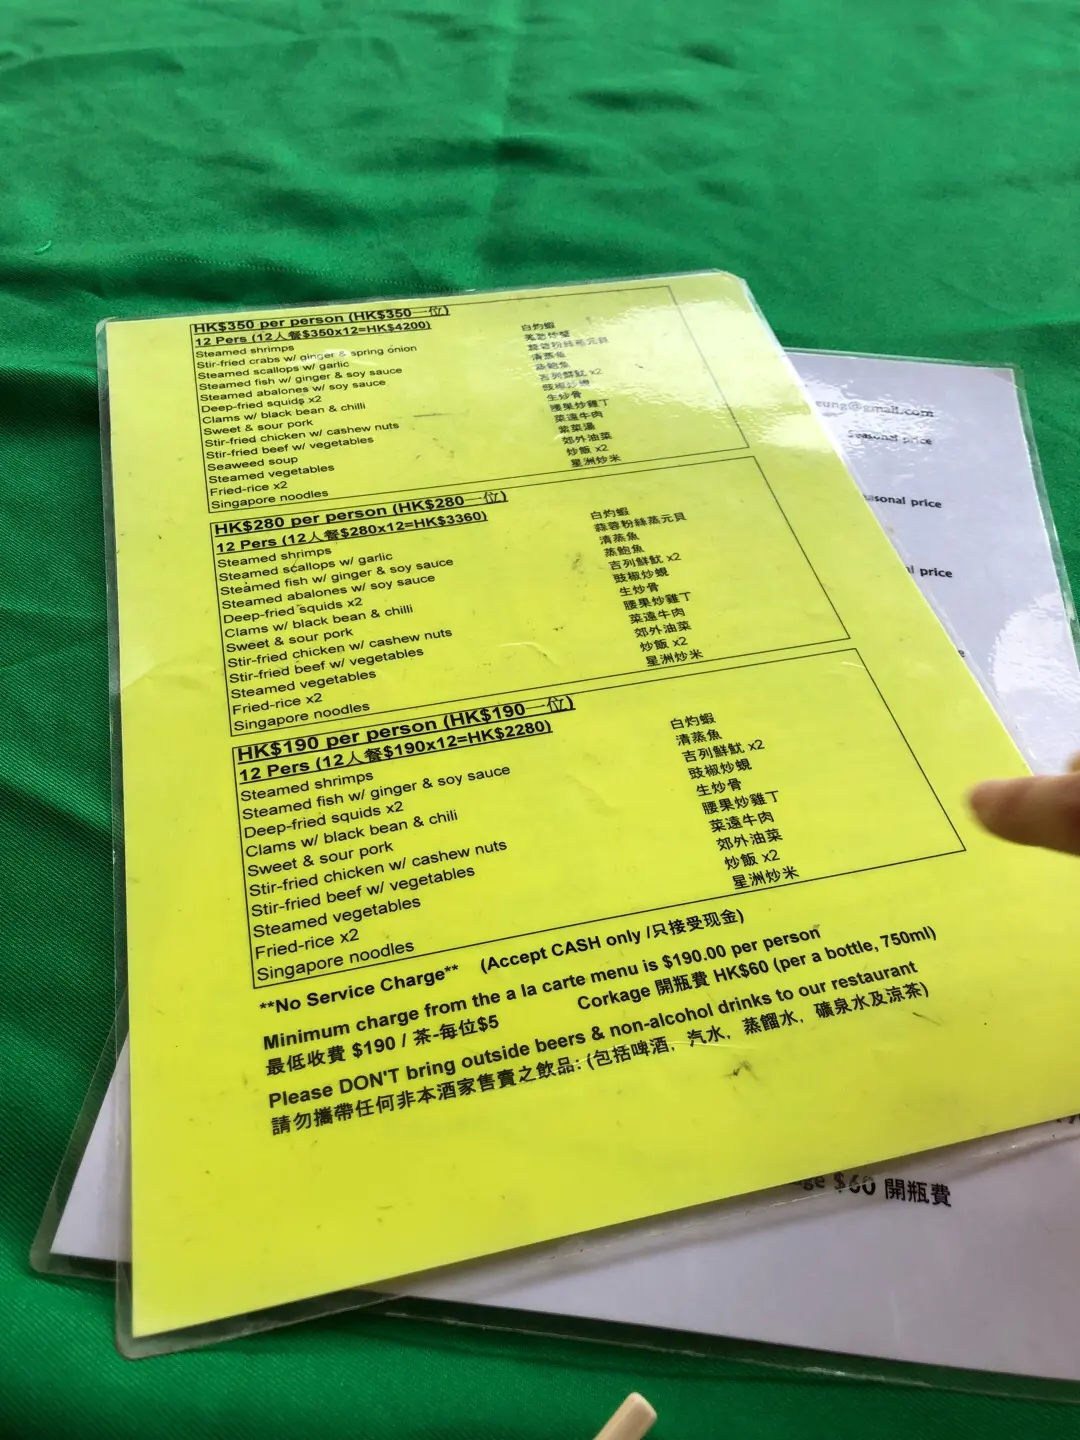 HK$350 per person (HK$350一位)
12 Pers (12人餐$350x12=HK$4200)
Steamed shrimps 白灼蝦
Stir-fried crabs w/ ginger & spring onion 羌葱炒蟹
Steamed scallops w/ garlic 蒜蓉粉絲蒸元貝
Steamed fish w/ ginger & soy sauce 清蒸魚
Steamed abalones w/ soy sauce 蒸鮑魚
Deep-fried squids x2 吉列鮮魷 x2
Clams w/ black bean & chilli 豉椒炒蜆
Sweet & sour pork 生炒骨
Stir-fried chicken w/ cashew nuts 腰果炒雞丁
Stir-fried beef w/ vegetables 菜遠牛肉
Seaweed soup 紫菜湯
Steamed vegetables 郊外油菜
Fried-rice x2 炒飯 x2
Singapore noodles 星洲炒米
HK$280 per person (HK$280一位)
12 Pers (12人餐$280x12=HK$3360)
Steamed shrimps 白灼蝦
Steamed scallops w/ garlic 蒜蓉粉絲蒸元貝
Steamed fish w/ ginger & soy sauce 清蒸魚
Steamed abalones w/ soy sauce 蒸鮑魚
Deep-fried squids x2 吉列鮮魷 x2
Clams w/ black bean & chilli 豉椒炒蜆
Sweet & sour pork 生炒骨
Stir-fried chicken w/ cashew nuts 腰果炒雞丁
Stir-fried beef w/ vegetables 菜遠牛肉
Steamed vegetables 郊外油菜
Fried-rice x2 炒飯 x2
Singapore noodles 星洲炒米
HK$190 per person (HK$190一位)
12 Pers (12人餐$190x12=HK$2280)
Steamed shrimps 白灼蝦
Steamed fish w/ ginger & soy sauce 清蒸魚
Deep-fried squids x2 吉列鮮魷 x2
Clams w/ black bean & chili 豉椒炒蜆
Sweet & sour pork 生炒骨
Stir-fried chicken w/ cashew nuts 腰果炒雞丁
Stir-fried beef w/ vegetables 菜遠牛肉
Steamed vegetables 郊外油菜
Fried-rice x2 炒飯 x2
Singapore noodles 星洲炒米
**No Service Charge** (Accept CASH only /只接受现金)
Minimum charge from the a la carte menu is $190.00 per person
最低收費 $190 / 茶-每位$5 Corkage 開瓶費 HK$60 (per a bottle, 750ml)
Please DON'T bring outside beers & non-alcohol drinks to our restaurant
請勿攜帶任何非本酒家售賣之飲品: (包括啤酒, 汽水, 蒸餾水, 礦泉水及涼茶)
eung@gmail.com
Seasonal price
asonal price
al price
ge $60 開瓶費